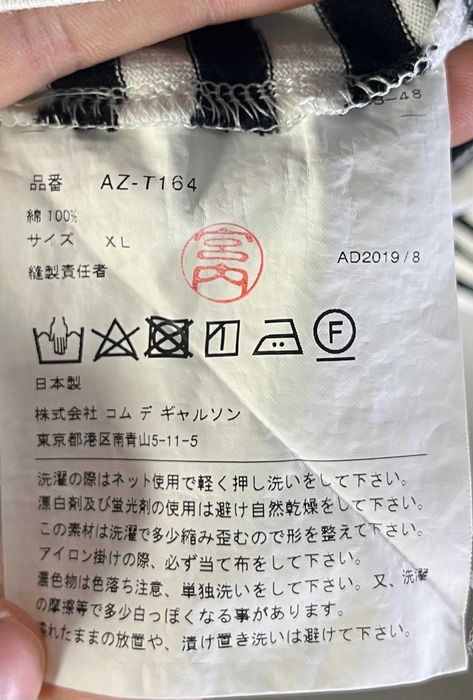 3-48
品番 AZ-T164
綿 100%
サイズ XL
縫製責任者
宮内
AD2019/8
F
日本製
株式会社 コム デ ギャルソン
東京都港区南青山5-11-5
洗濯の際はネット使用で軽く押し洗いをして下さい。
漂白剤及び蛍光剤の使用は避け自然乾燥をして下さい。
この素材は洗濯で多少縮み歪むので形を整えて下さい。
アイロン掛けの際、必ず当て布をして下さい。
濃色物は色落ち注意、単独洗いをして下さい。又、洗濯
の摩擦等で多少白っぽくなる事があります。
濡れたままの放置や、漬け置き洗いは避けて下さい。